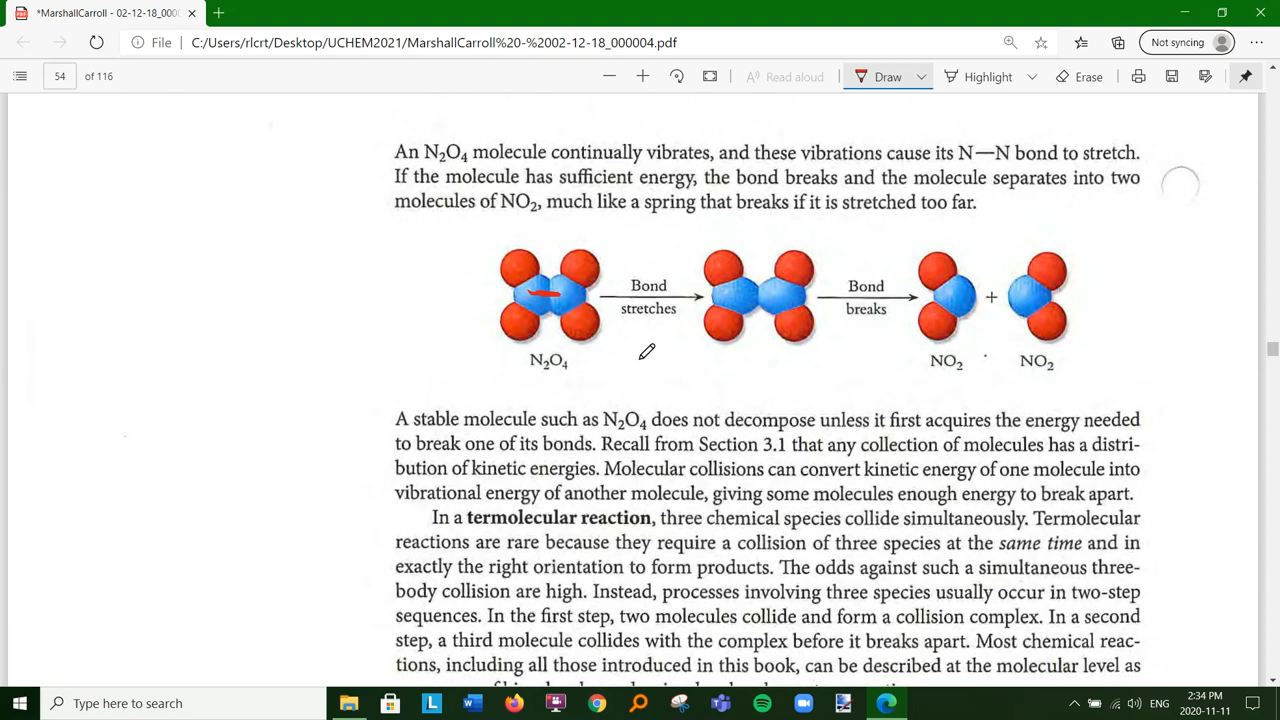 *MarshallCarroll - 02-12-18_000
File
C:/Users/rlcrt/Desktop/UCHEM2021/MarshallCarroll%20-%2002-12-18_000004.pdf
Not syncing
54 of 116
Read aloud
Draw
Highlight
Erase
An N₂O₄ molecule continually vibrates, and these vibrations cause its N—N bond to stretch.
If the molecule has sufficient energy, the bond breaks and the molecule separates into two
molecules of NO₂, much like a spring that breaks if it is stretched too far.
Bond
stretches
Bond
breaks
+
N₂O₄
NO₂
NO₂
A stable molecule such as N₂O₄ does not decompose unless it first acquires the energy needed
to break one of its bonds. Recall from Section 3.1 that any collection of molecules has a distri-
bution of kinetic energies. Molecular collisions can convert kinetic energy of one molecule into
vibrational energy of another molecule, giving some molecules enough energy to break apart.
In a termolecular reaction, three chemical species collide simultaneously. Termolecular
reactions are rare because they require a collision of three species at the same time and in
exactly the right orientation to form products. The odds against such a simultaneous three-
body collision are high. Instead, processes involving three species usually occur in two-step
sequences. In the first step, two molecules collide and form a collision complex. In a second
step, a third molecule collides with the complex before it breaks apart. Most chemical reac-
tions, including all those introduced in this book, can be described at the molecular level as
Type here to search
ENG
2:34 PM
2020-11-11